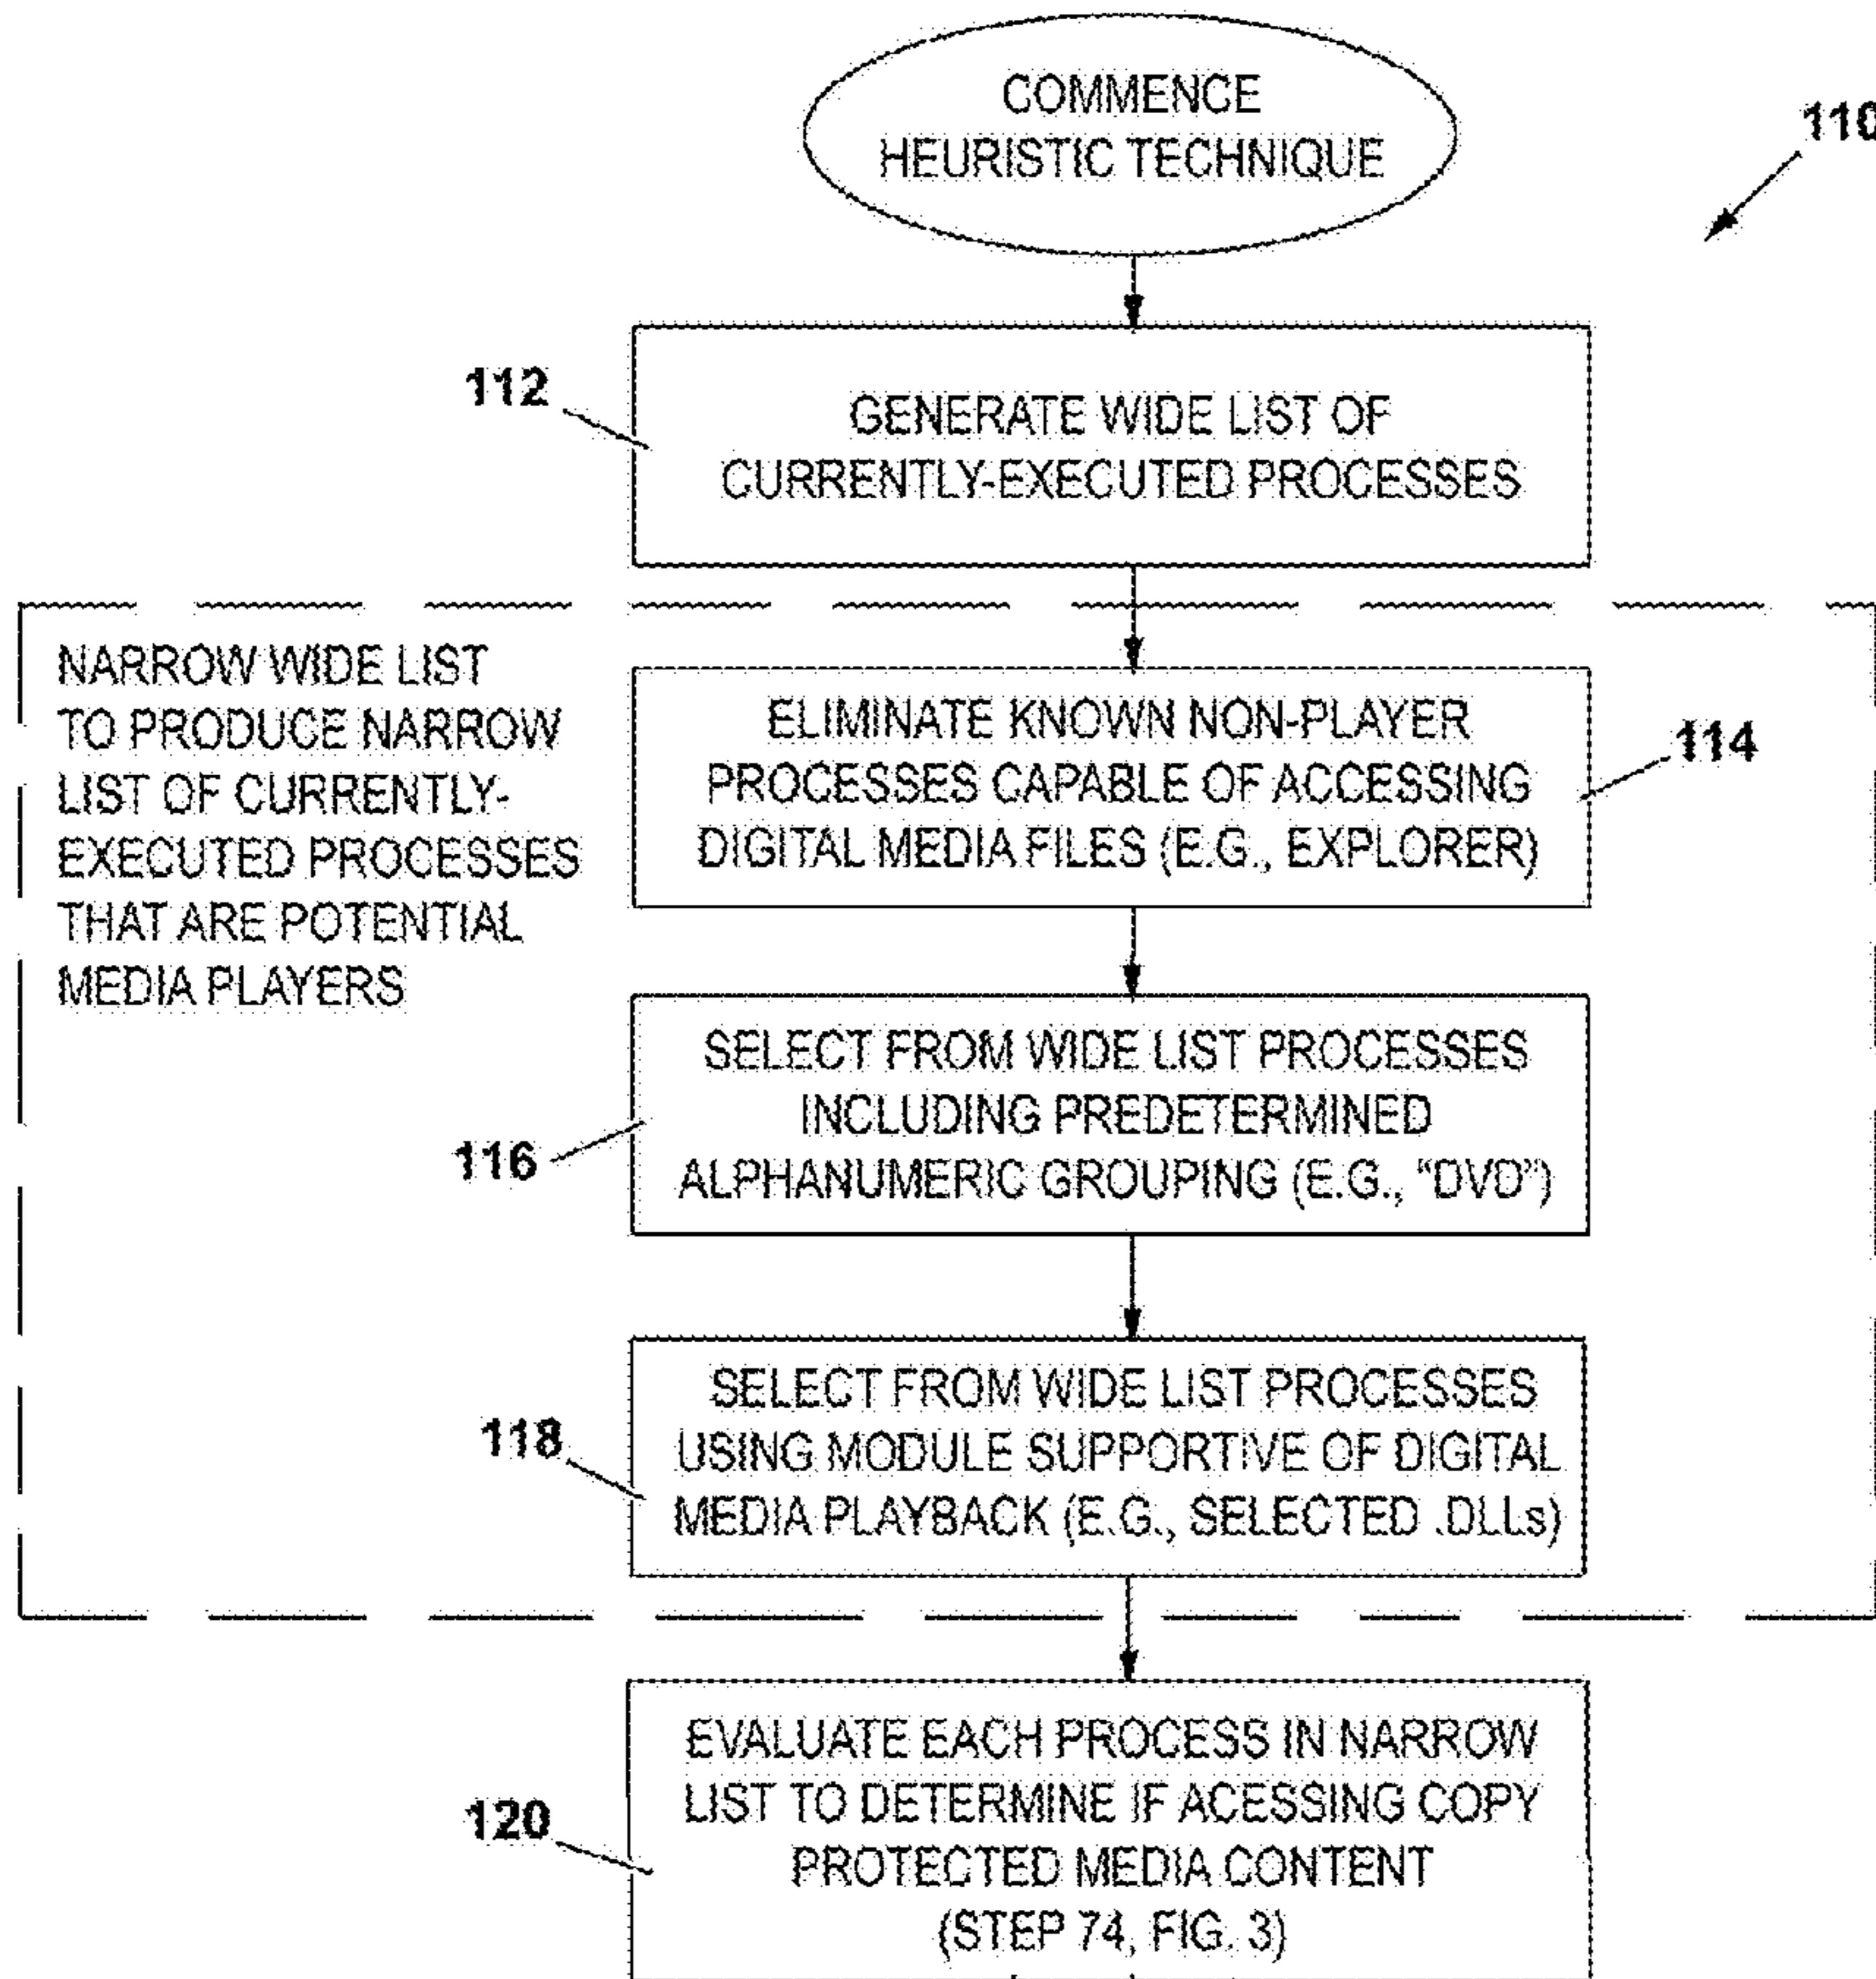 COMMENCE
HEURISTIC TECHNIQUE
110
112
GENERATE WIDE LIST OF
CURRENTLY-EXECUTED PROCESSES
NARROW WIDE LIST
TO PRODUCE NARROW
LIST OF CURRENTLY-
EXECUTED PROCESSES
THAT ARE POTENTIAL
MEDIA PLAYERS
ELIMINATE KNOWN NON-PLAYER
PROCESSES CAPABLE OF ACCESSING
DIGITAL MEDIA FILES (E.G., EXPLORER)
114
SELECT FROM WIDE LIST PROCESSES
INCLUDING PREDETERMINED
ALPHANUMERIC GROUPING (E.G., “DVD”)
116
SELECT FROM WIDE LIST PROCESSES
USING MODULE SUPPORTIVE OF DIGITAL
MEDIA PLAYBACK (E.G., SELECTED .DLLs)
118
EVALUATE EACH PROCESS IN NARROW
LIST TO DETERMINE IF ACESSING COPY
PROTECTED MEDIA CONTENT
(STEP 74, FIG. 3)
120